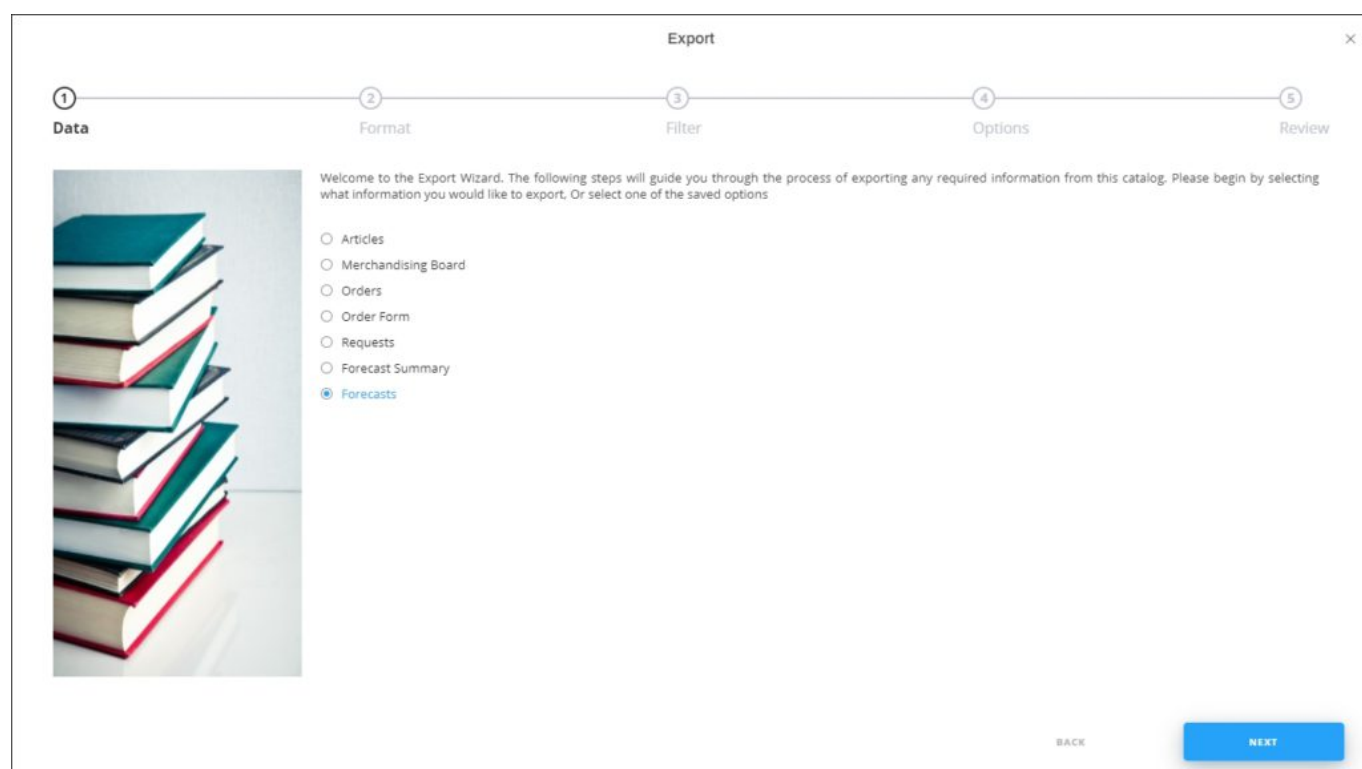 Export
×
1 2 3 4 5
Data Format Filter Options Review
Welcome to the Export Wizard. The following steps will guide you through the process of exporting any required information from this catalog. Please begin by selecting
what information you would like to export, Or select one of the saved options
Articles
Merchandising Board
Orders
Order Form
Requests
Forecast Summary
Forecasts
BACK NEXT